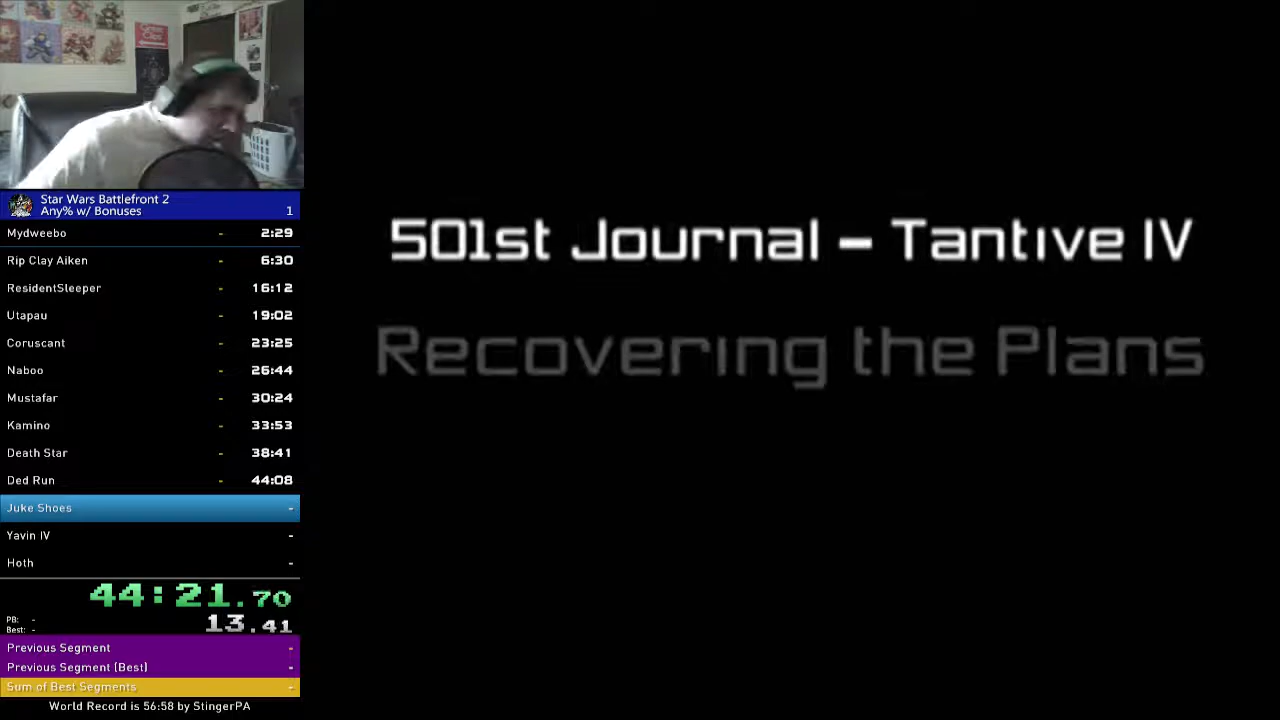 Star Wars Battlefront 2
Any% w/ Bonuses 1
Mydweebo - 2:29
Rip Clay Aiken - 6:30
ResidentSleeper - 16:12
Utapau - 19:02
Coruscant - 23:25
Naboo - 26:44
Mustafar - 30:24
Kamino - 33:53
Death Star - 38:41
Ded Run - 44:08
Juke Shoes -
Yavin IV -
Hoth -
44:21.70
PB: -
Best: -
13.41
Previous Segment -
Previous Segment (Best) -
Sum of Best Segments -
World Record is 56:58 by StingerPA
501st Journal – Tantive IV
Recovering the Plans